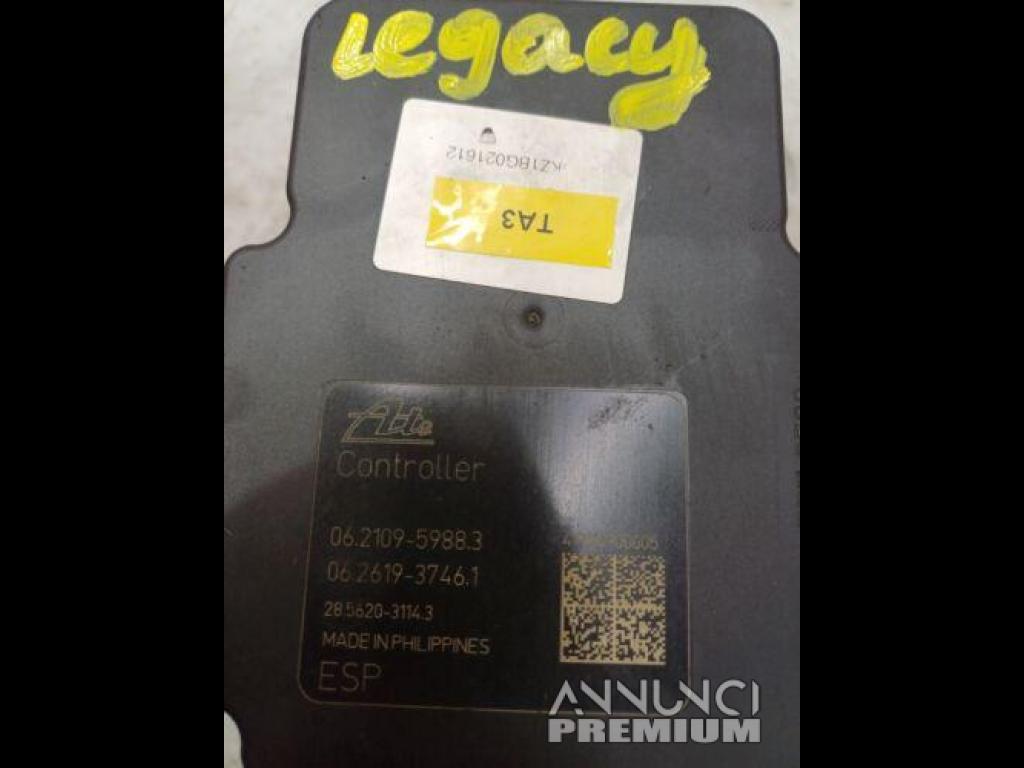 Legacy
KZ1BG021612
TA3
Ate
Controller
06.2109-5988.3
06.2619-3746.1
28.5620-3114.3
MADE IN PHILIPPINES
ESP
ANNUNCI
PREMIUM